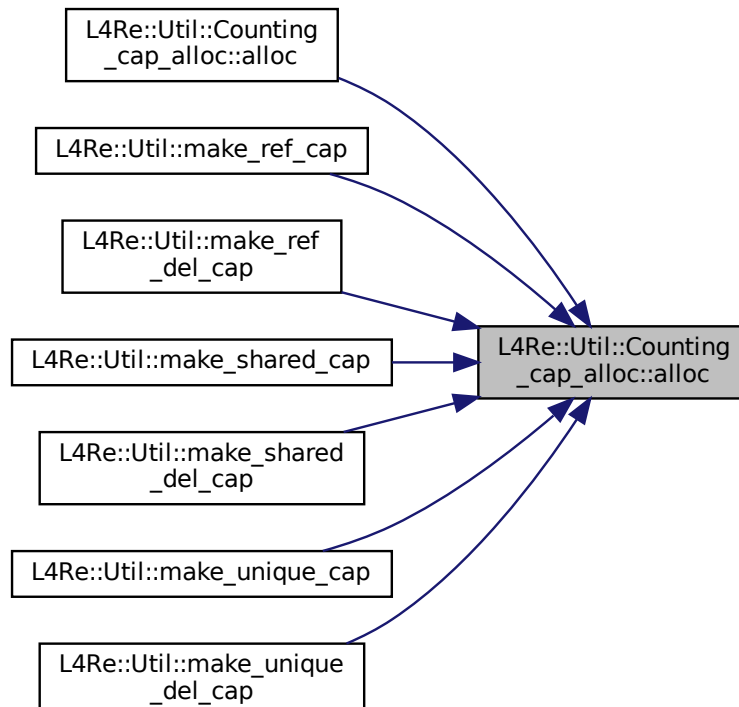 L4Re::Util::Counting
_cap_alloc::alloc
L4Re::Util::make_ref_cap
L4Re::Util::make_ref
_del_cap
L4Re::Util::make_shared_cap
L4Re::Util::make_shared
_del_cap
L4Re::Util::make_unique_cap
L4Re::Util::make_unique
_del_cap
L4Re::Util::Counting
_cap_alloc::alloc